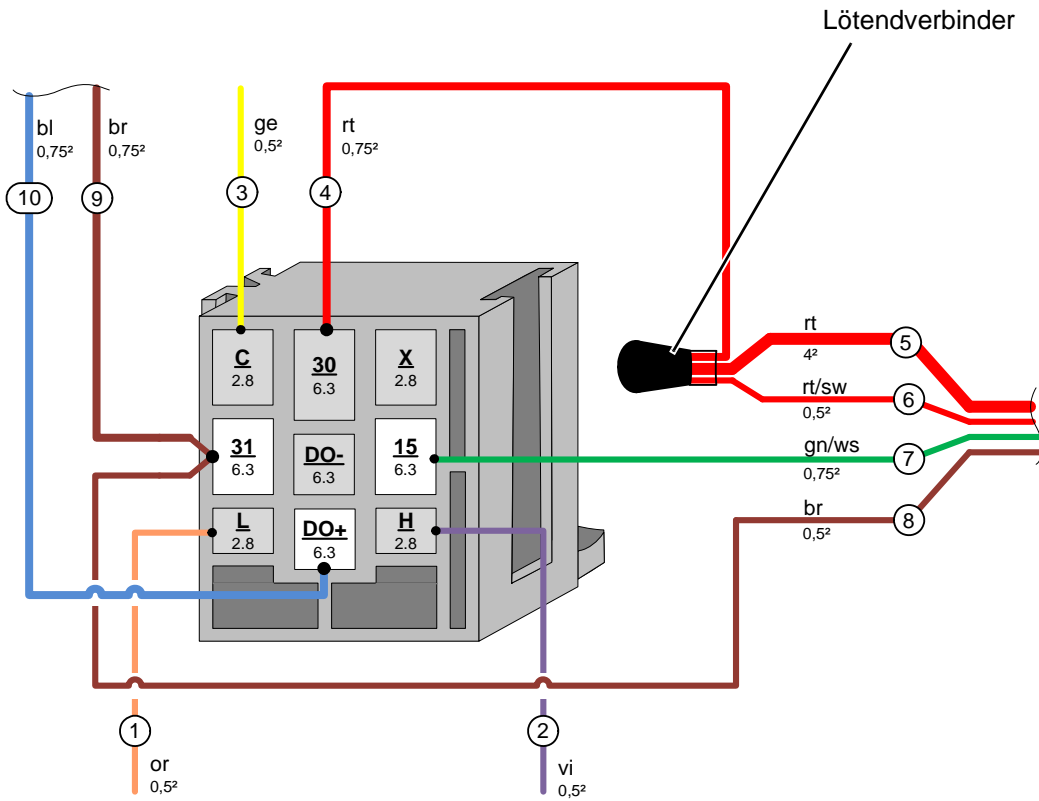 Lötendverbinder
bl
0,75²
br
0,75²
ge
0,5²
rt
0,75²
10
9
3
4
C
2.8
30
6.3
X
2.8
rt
4²
5
rt/sw
0,5²
6
31
6.3
DO-
6.3
15
6.3
gn/ws
0,75²
7
br
0,5²
8
L
2.8
DO+
6.3
H
2.8
1
or
0,5²
2
vi
0,5²